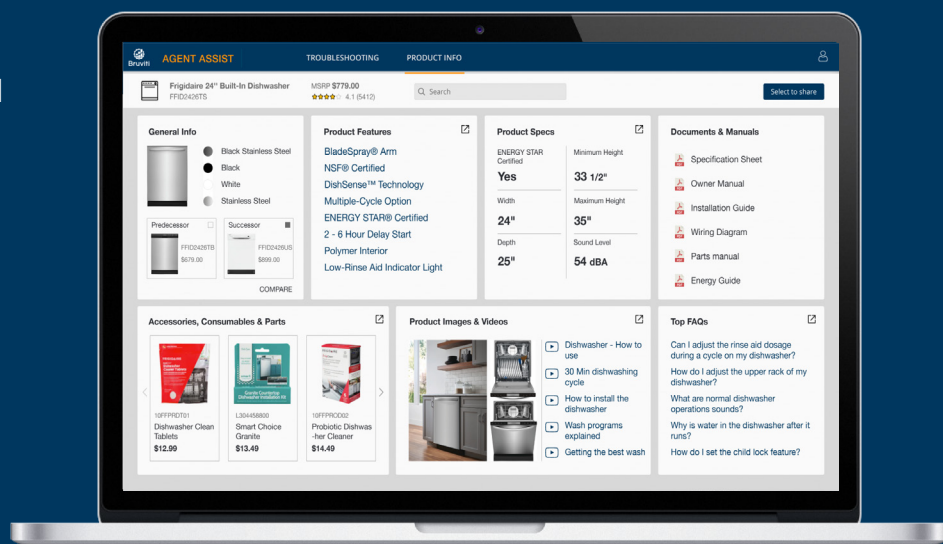 Bruviti
AGENT ASSIST
TROUBLESHOOTING
PRODUCT INFO
Frigidaire 24" Built-In Dishwasher
FFID2426TS
MSRP $779.00
4.1 (5412)
Search
Select to share
General Info
Black Stainless Steel
Black
White
Stainless Steel
Predecessor
FFID2426TB
$679.00
Successor
FFID2426US
$899.00
COMPARE
Product Features
BladeSpray® Arm
NSF® Certified
DishSense™ Technology
Multiple-Cycle Option
ENERGY STAR® Certified
2 - 6 Hour Delay Start
Polymer Interior
Low-Rinse Aid Indicator Light
Product Specs
ENERGY STAR
Certified
Yes
Minimum Height
33 1/2"
Width
24"
Maximum Height
35"
Depth
25"
Sound Level
54 dBA
Documents & Manuals
Specification Sheet
Owner Manual
Installation Guide
Wiring Diagram
Parts manual
Energy Guide
Accessories, Consumables & Parts
10FFPRDT01
Dishwasher Clean
Tablets
$12.99
L304458800
Smart Choice
Granite
$13.49
10FFPROD02
Probiotic Dishwas
-her Cleaner
$14.49
Product Images & Videos
Dishwasher - How to
use
30 Min dishwashing
cycle
How to install the
dishwasher
Wash programs
explained
Getting the best wash
Top FAQs
Can I adjust the rinse aid dosage
during a cycle on my dishwasher?
How do I adjust the upper rack of my
dishwasher?
What are normal dishwasher
operations sounds?
Why is water in the dishwasher after it
runs?
How do I set the child lock feature?